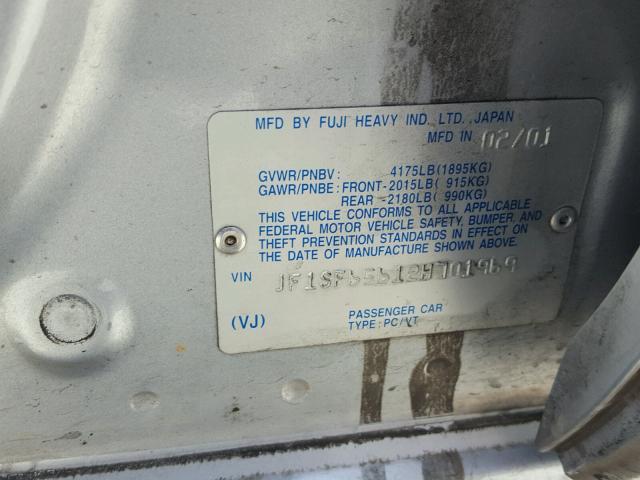 MFD BY FUJI HEAVY IND. LTD. JAPAN
MFD IN 02/01
GVWR/PNBV: 4175LB(1895KG)
GAWR/PNBE: FRONT-2015LB( 915KG)
REAR -2180LB( 990KG)
THIS VEHICLE CONFORMS TO ALL APPLICABLE
FEDERAL MOTOR VEHICLE SAFETY, BUMPER, AND
THEFT PREVENTION STANDARDS IN EFFECT ON
THE DATE OF MANUFACTURE SHOWN ABOVE.
VIN JF1SF65612H701969
(VJ) PASSENGER CAR
TYPE: PC/VT